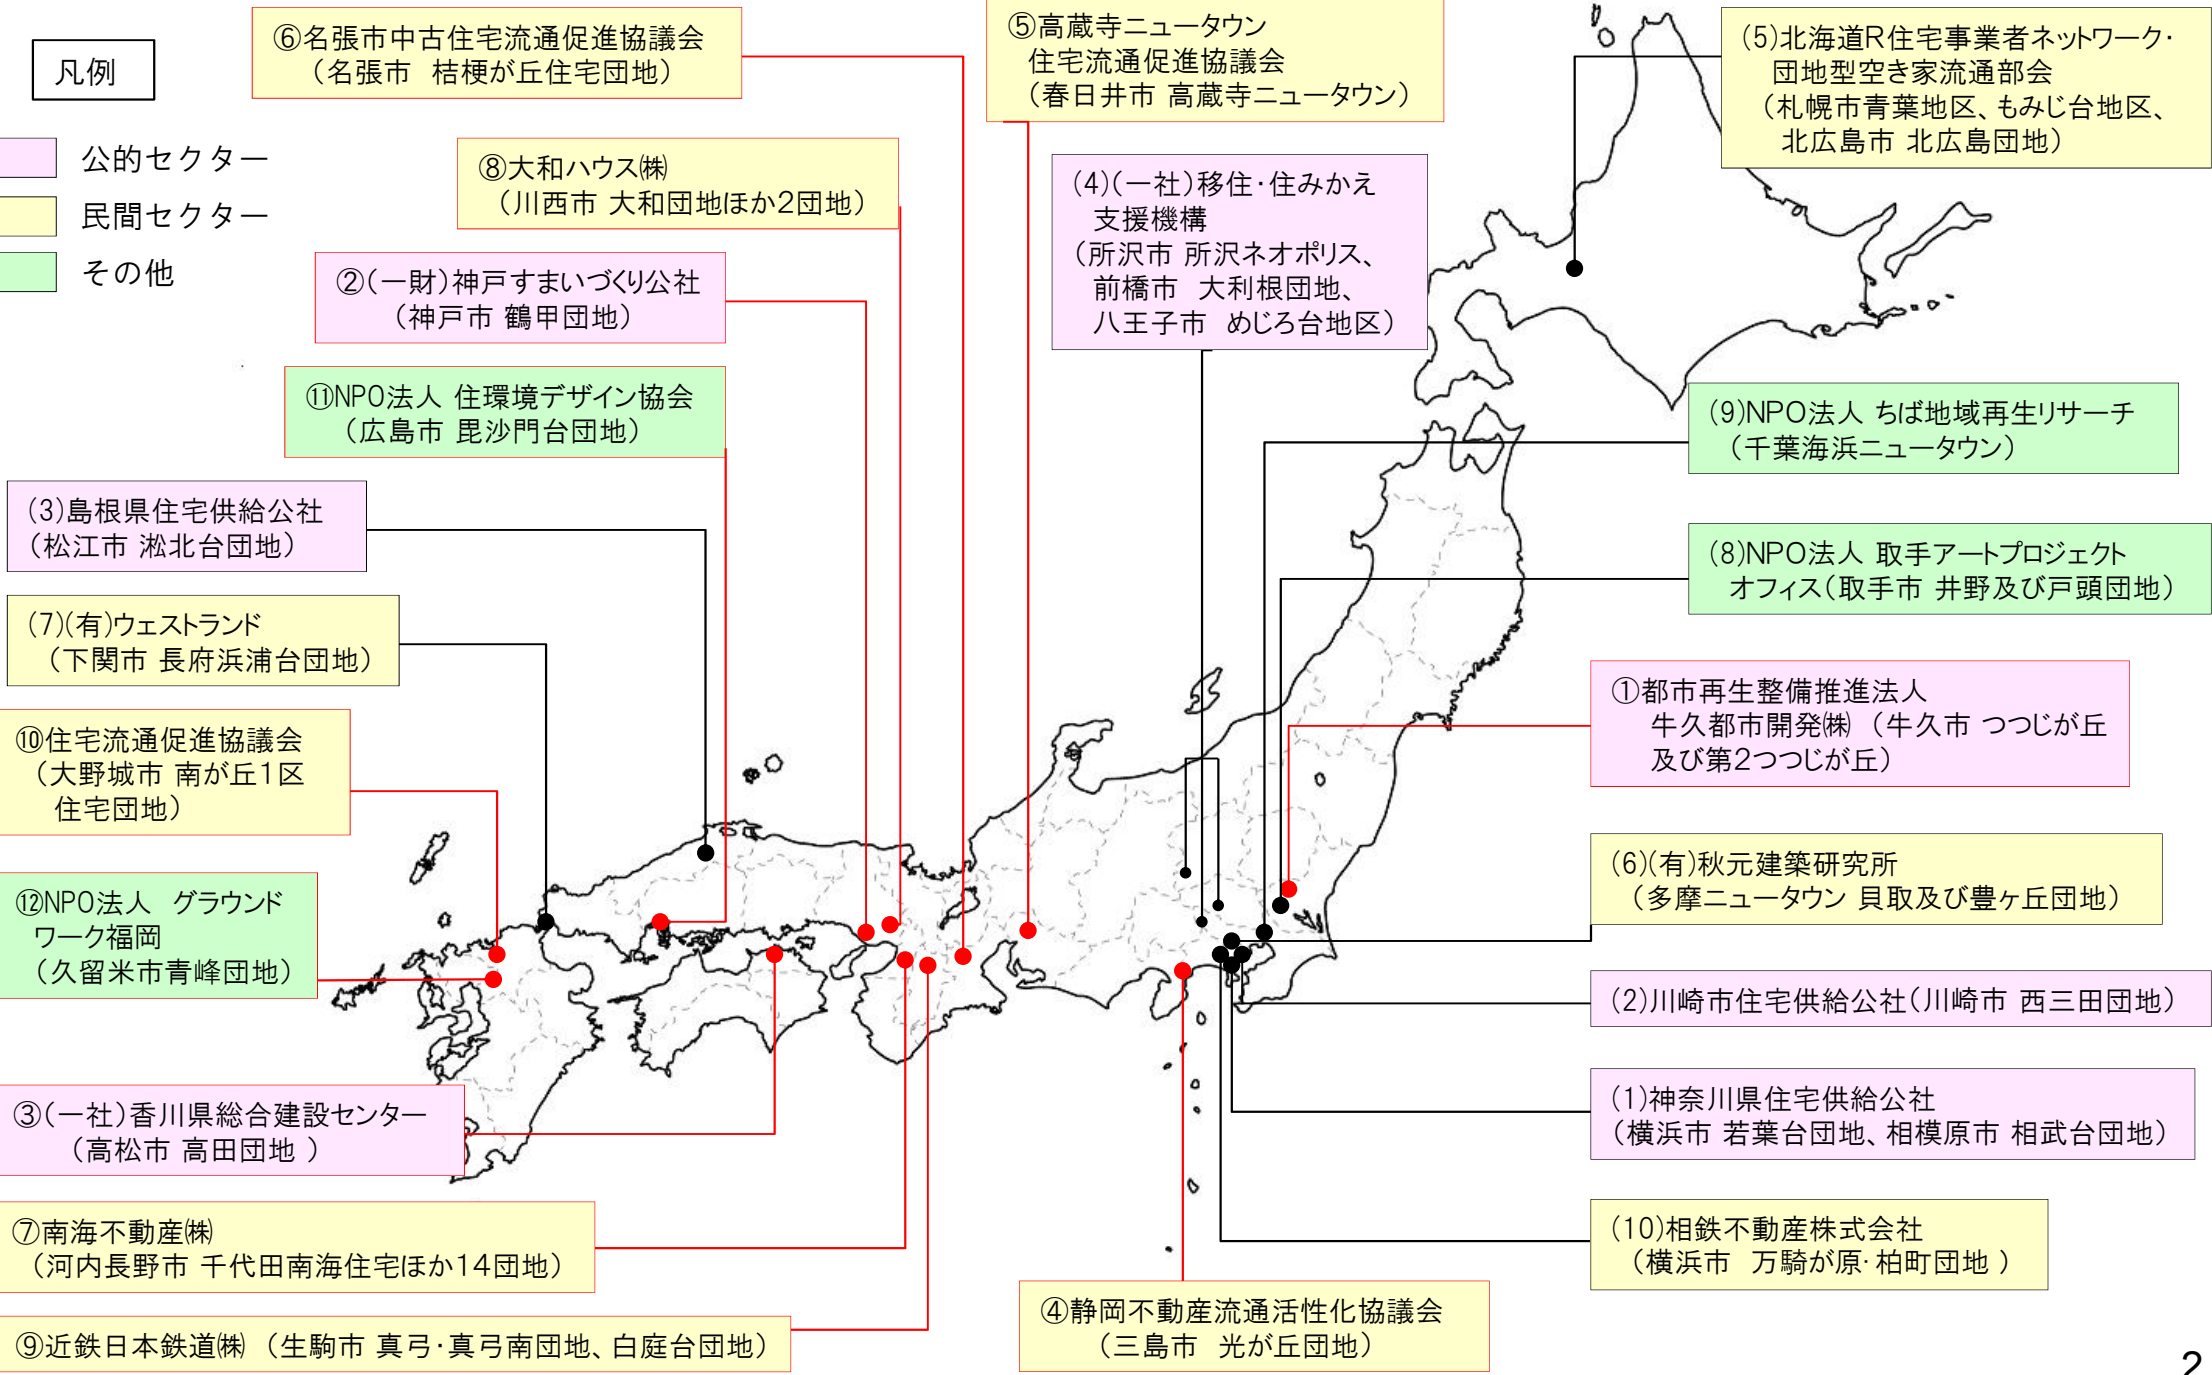 凡例
公的セクター
民間セクター
その他
⑥名張市中古住宅流通促進協議会
（名張市 桔梗が丘住宅団地）
⑤高蔵寺ニュータウン
住宅流通促進協議会
（春日井市 高蔵寺ニュータウン）
(5)北海道R住宅事業者ネットワーク・
団地型空き家流通部会
（札幌市青葉地区、もみじ台地区、
北広島市 北広島団地）
⑧大和ハウス㈱
（川西市 大和団地ほか2団地）
(4)（一社）移住・住みかえ
支援機構
（所沢市 所沢ネオポリス、
前橋市 大利根団地、
八王子市 めじろ台地区）
②（一財）神戸すまいづくり公社
（神戸市 鶴甲団地）
⑪NPO法人 住環境デザイン協会
（広島市 毘沙門台団地）
(9)NPO法人 ちば地域再生リサーチ
（千葉海浜ニュータウン）
(3)島根県住宅供給公社
（松江市 淞北台団地）
(8)NPO法人 取手アートプロジェクト
オフィス（取手市 井野及び戸頭団地）
(7)(有)ウェストランド
（下関市 長府浜浦台団地）
①都市再生整備推進法人
牛久都市開発㈱ （牛久市 つつじが丘
及び第2つつじが丘）
⑩住宅流通促進協議会
（大野城市 南が丘1区
住宅団地）
(6)(有)秋元建築研究所
（多摩ニュータウン 貝取及び豊ヶ丘団地）
⑫NPO法人 グラウンド
ワーク福岡
（久留米市青峰団地）
(2)川崎市住宅供給公社（川崎市 西三田団地）
③（一社）香川県総合建設センター
（高松市 高田団地 ）
(1)神奈川県住宅供給公社
（横浜市 若葉台団地、相模原市 相武台団地）
⑦南海不動産㈱
（河内長野市 千代田南海住宅ほか14団地）
(10)相鉄不動産株式会社
（横浜市 万騎が原・柏町団地 ）
④静岡不動産流通活性化協議会
（三島市 光が丘団地）
⑨近鉄日本鉄道㈱ （生駒市 真弓・真弓南団地、白庭台団地）
2